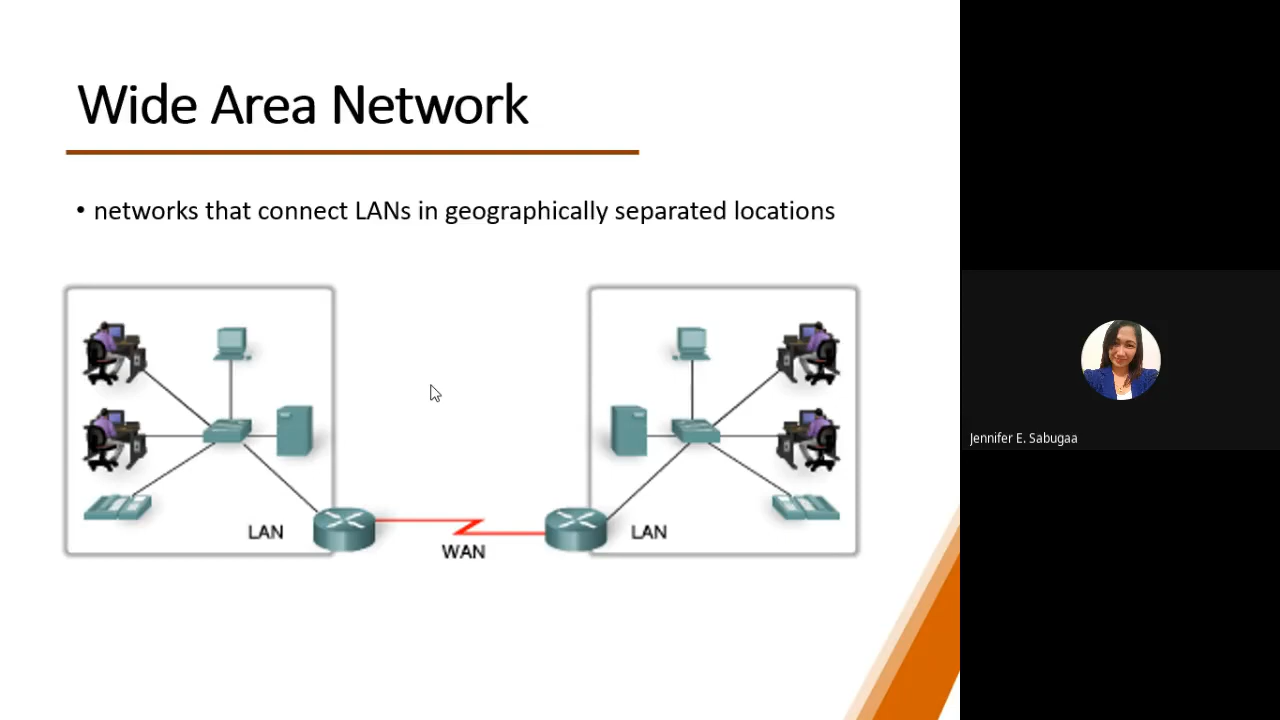 Wide Area Network
• networks that connect LANs in geographically separated locations
LAN
WAN
LAN
Jennifer E. Sabugaa